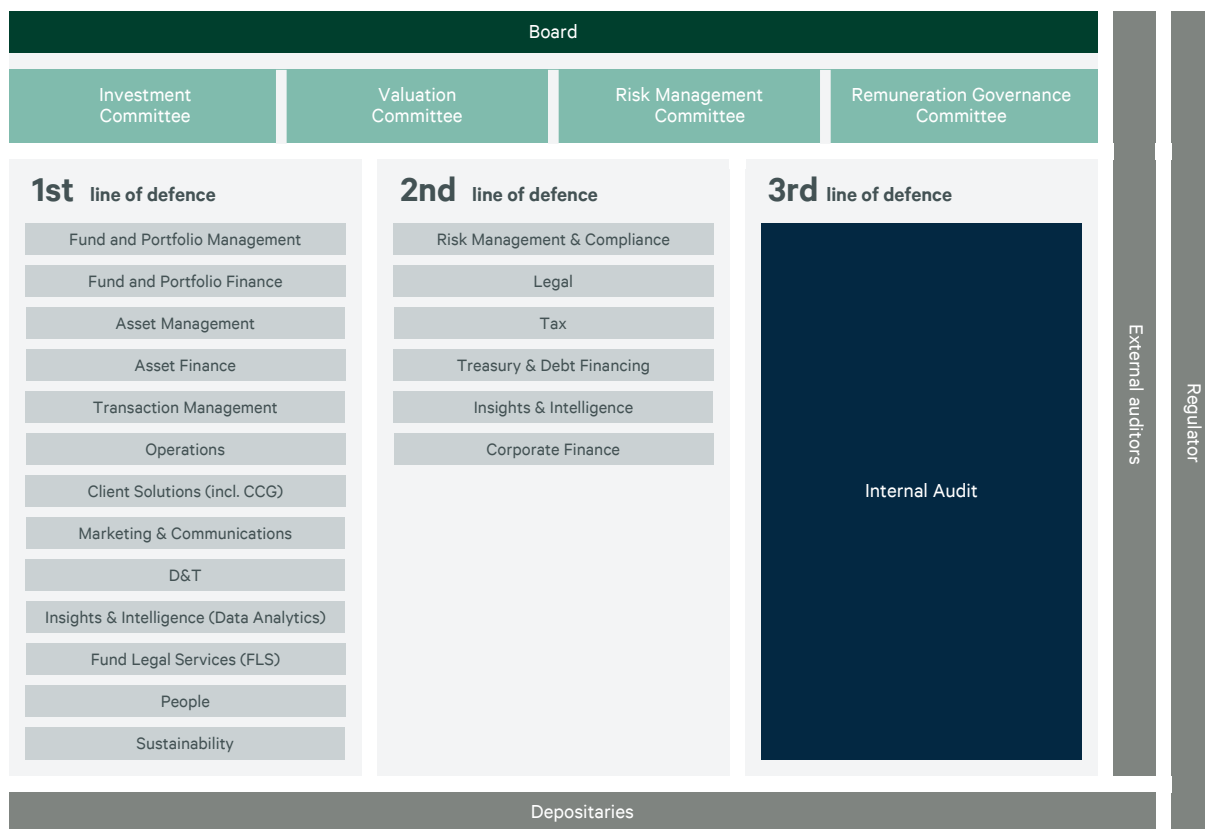 Board
Investment
Committee
Valuation
Committee
Risk Management
Committee
Remuneration Governance
Committee
1st line of defence
Fund and Portfolio Management
Fund and Portfolio Finance
Asset Management
Asset Finance
Transaction Management
Operations
Client Solutions (incl. CCG)
Marketing & Communications
D&T
Insights & Intelligence (Data Analytics)
Fund Legal Services (FLS)
People
Sustainability
2nd line of defence
Risk Management & Compliance
Legal
Tax
Treasury & Debt Financing
Insights & Intelligence
Corporate Finance
3rd line of defence
Internal Audit
External auditors
Regulator
Depositaries